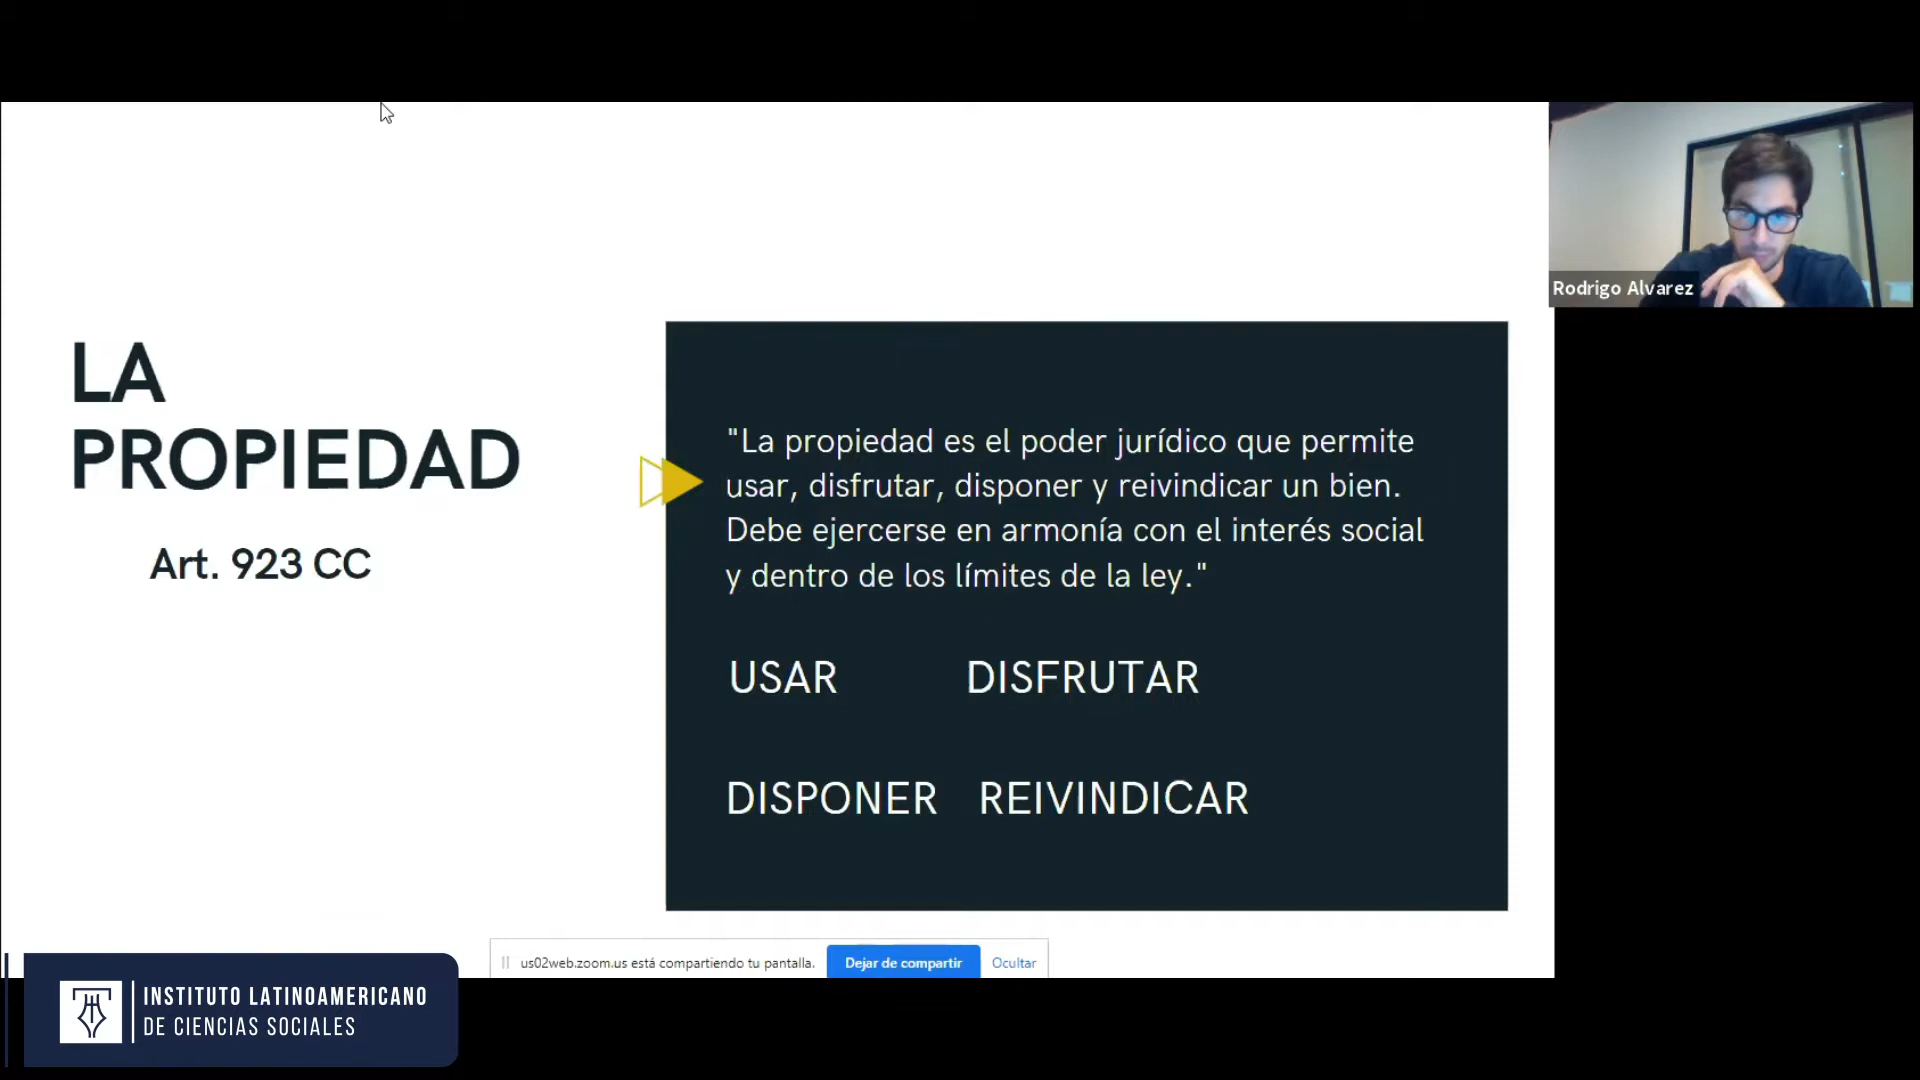 LA
PROPIEDAD
Art. 923 CC
"La propiedad es el poder jurídico que permite
usar, disfrutar, disponer y reivindicar un bien.
Debe ejercerse en armonía con el interés social
y dentro de los límites de la ley."
USAR DISFRUTAR
DISPONER REIVINDICAR
Rodrigo Alvarez
us02web.zoom.us está compartiendo tu pantalla. Dejar de compartir Ocultar
INSTITUTO LATINOAMERICANO
DE CIENCIAS SOCIALES